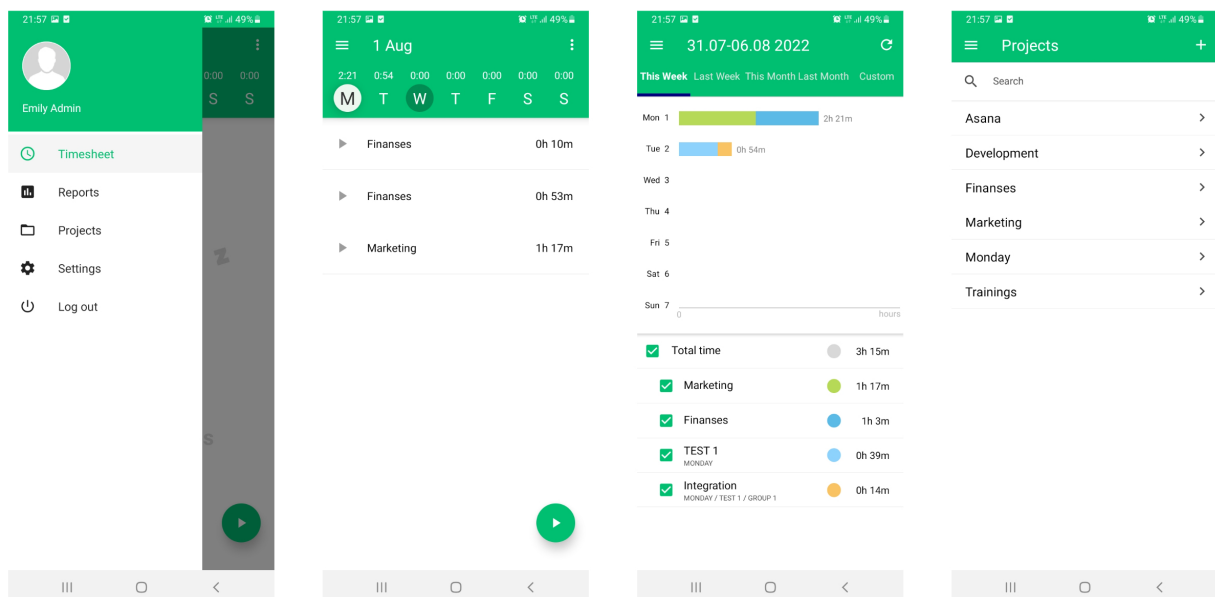 21:57 LTE 49%
Emily Admin
0:00 0:00
S S
Timesheet
Reports
Projects
Settings
Log out
z
S
21:57 LTE 49%
1 Aug
2:21 0:54 0:00 0:00 0:00 0:00 0:00
M T W T F S S
Finanses 0h 10m
Finanses 0h 53m
Marketing 1h 17m
21:57 LTE 49%
31.07-06.08 2022
This Week Last Week This Month Last Month Custom
Mon 1 2h 21m
Tue 2 0h 54m
Wed 3
Thu 4
Fri 5
Sat 6
Sun 7
0 hours
Total time 3h 15m
Marketing 1h 17m
Finanses 1h 3m
TEST 1 0h 39m
MONDAY
Integration 0h 14m
MONDAY / TEST 1 / GROUP 1
21:57 LTE 49%
Projects
Search
Asana
Development
Finanses
Marketing
Monday
Trainings